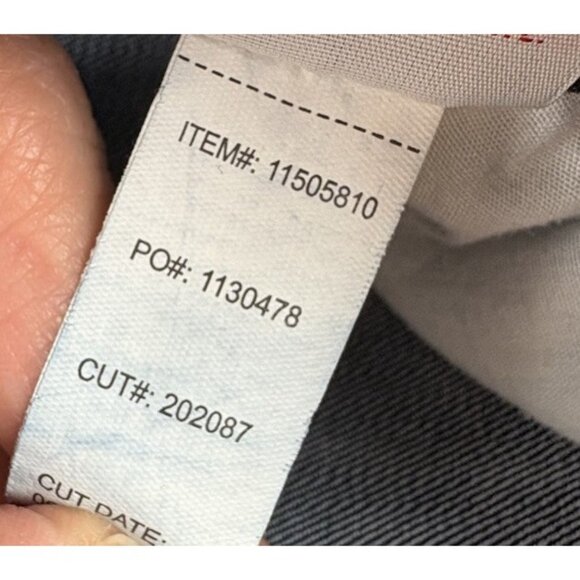 ITEM#: 11505810
PO#: 1130478
CUT#: 202087
CUT DATE: